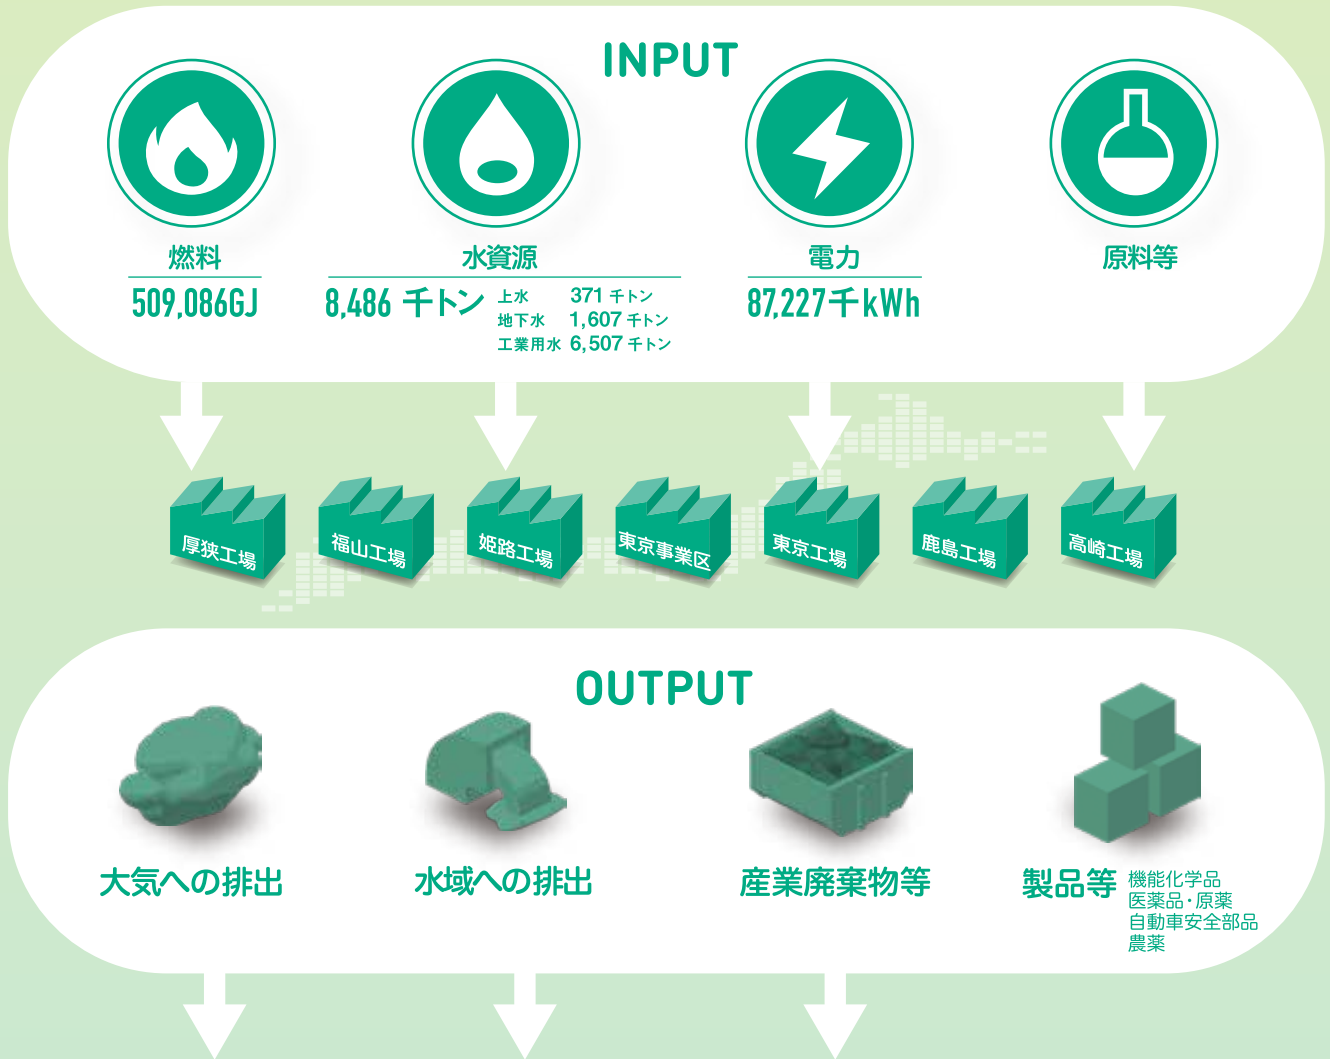 INPUT
燃料
509,086GJ
水資源
8,486 千トン
上水 371 千トン
地下水 1,607 千トン
工業用水 6,507 千トン
電力
87,227千kWh
原料等
厚狭工場
福山工場
姫路工場
東京事業区
東京工場
鹿島工場
高崎工場
OUTPUT
大気への排出
水域への排出
産業廃棄物等
製品等
機能化学品
医薬品・原薬
自動車安全部品
農薬